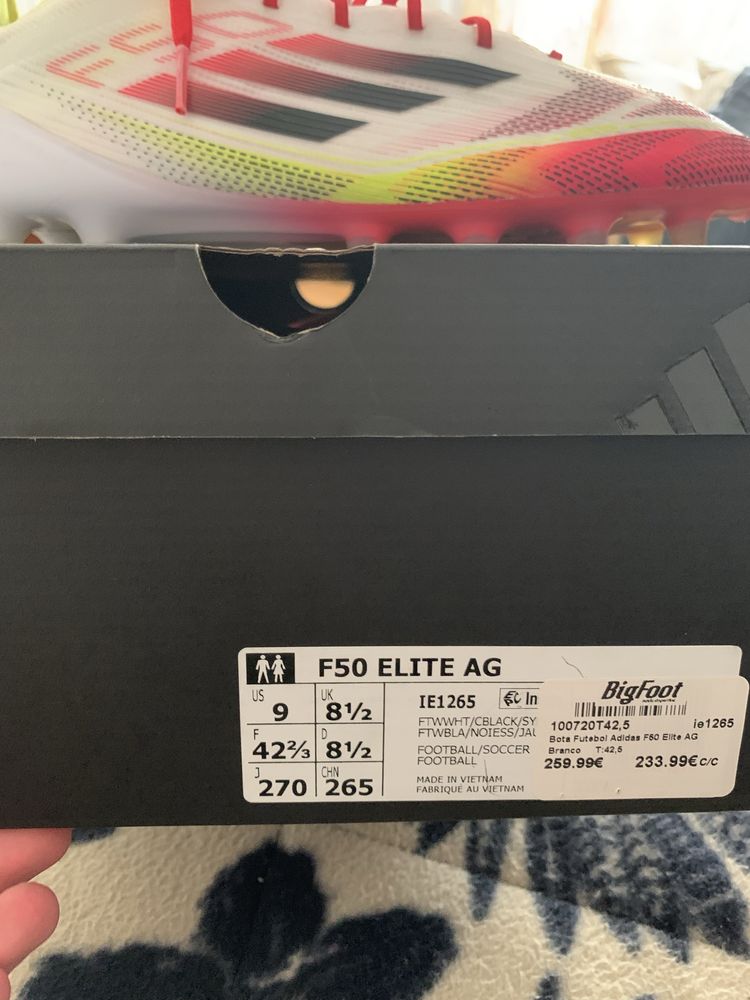 F50
F50 ELITE AG
US
9
UK
8½
F
42⅔
D
8½
J
270
CHN
265
IE1265
€ In
FTWWHT/CBLACK/SY
FTWBLA/NOIESS/JAU
FOOTBALL/SOCCER
FOOTBALL
MADE IN VIETNAM
FABRIQUÉ AU VIETNAM
BigFoot
100720T42,5 ie1265
Bota Futebol Adidas F50 Elite AG
Branco T:42,5
259.99€ 233.99€ c/c